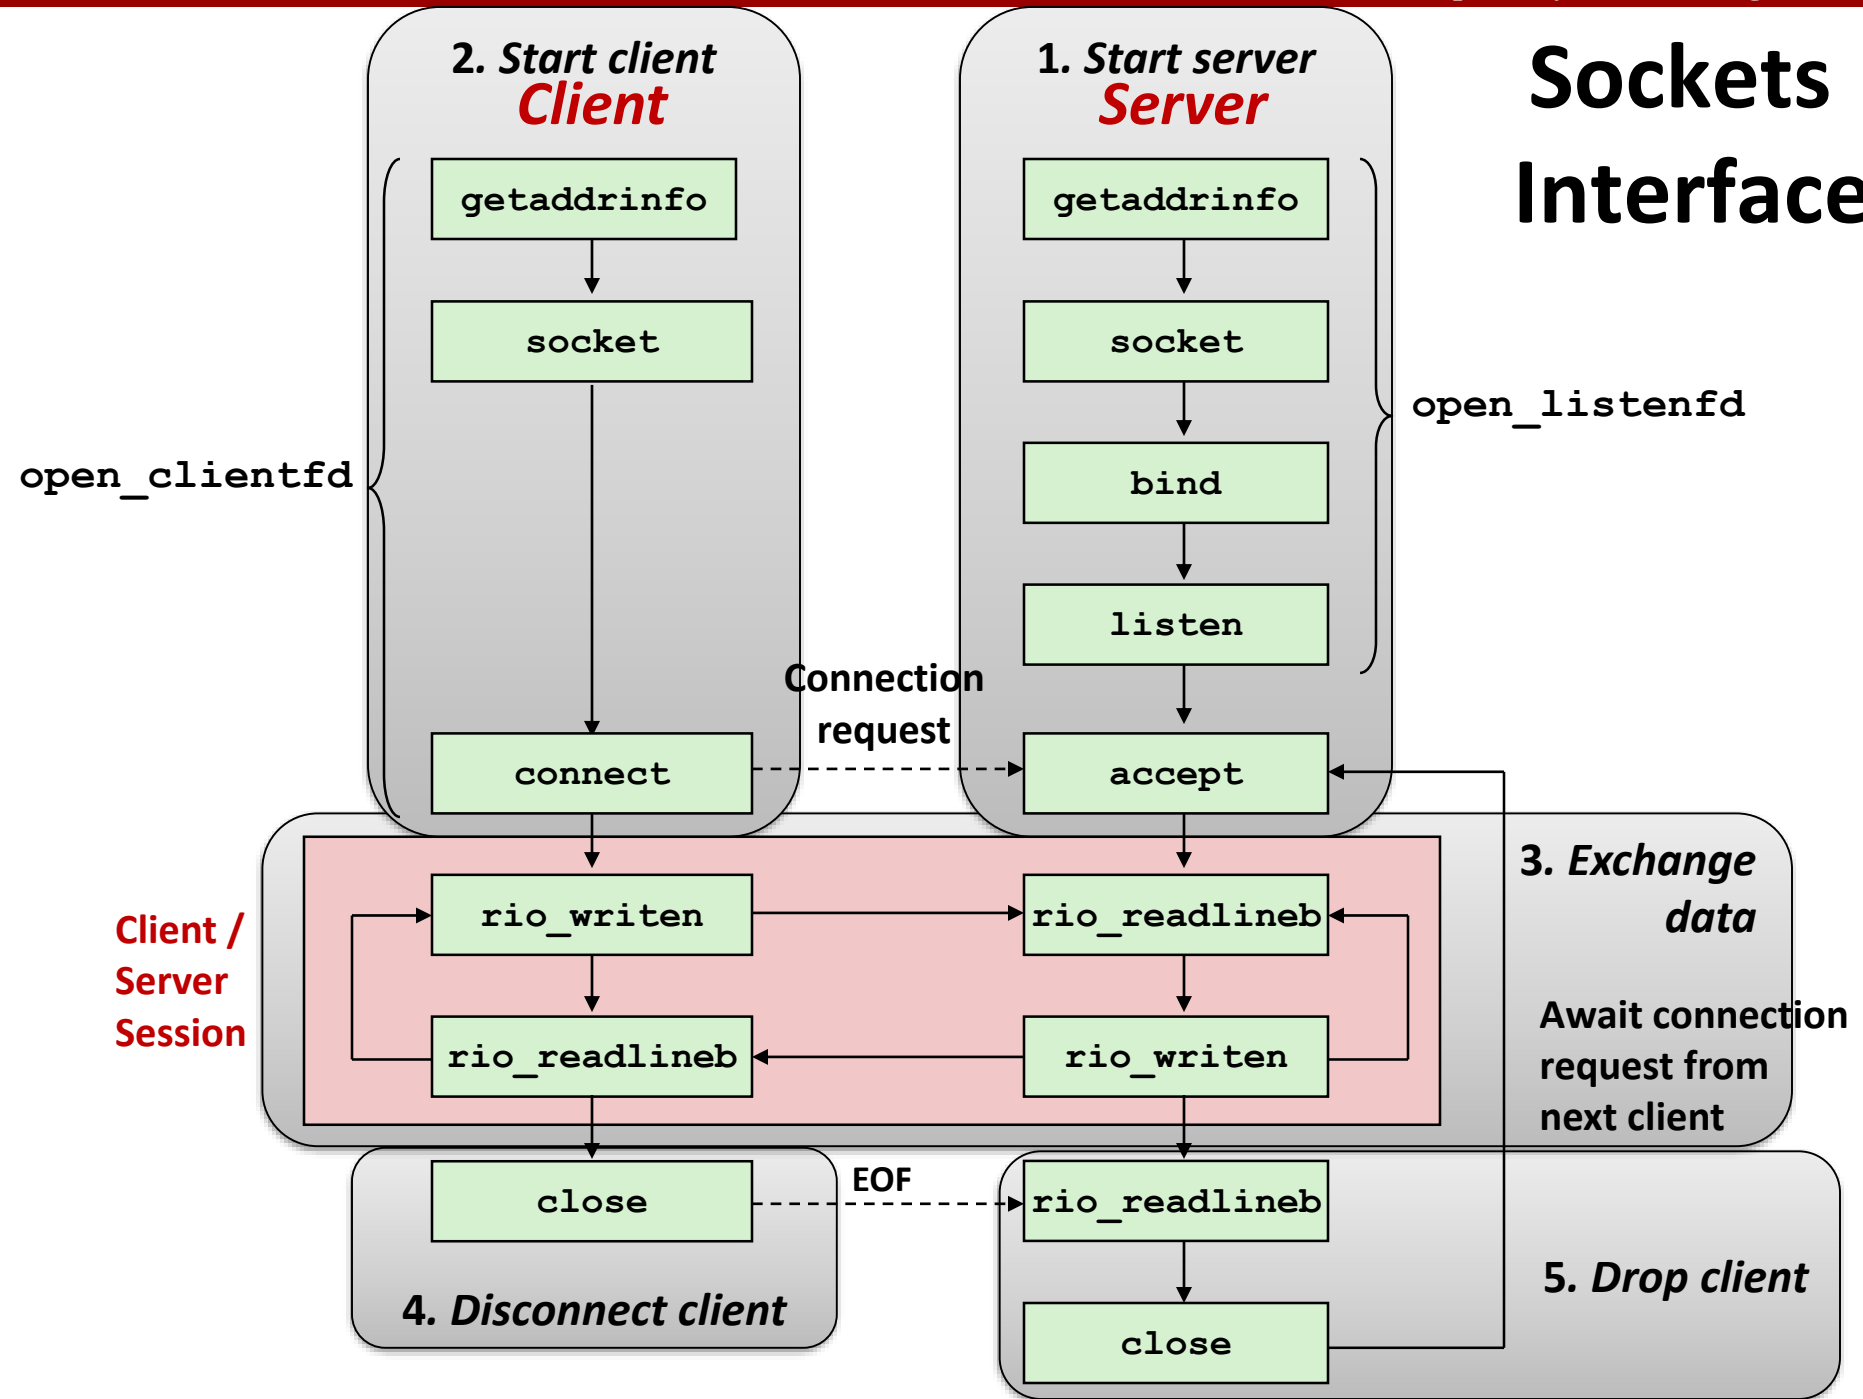 Sockets
Interface
2. Start client
Client
1. Start server
Server
getaddrinfo
getaddrinfo
socket
socket
open_listenfd
open_clientfd
bind
listen
Connection
request
connect
accept
3. Exchange
data
Client /
Server
Session
rio_writen
rio_readlineb
rio_readlineb
rio_writen
Await connection
request from
next client
close
EOF
rio_readlineb
4. Disconnect client
5. Drop client
close